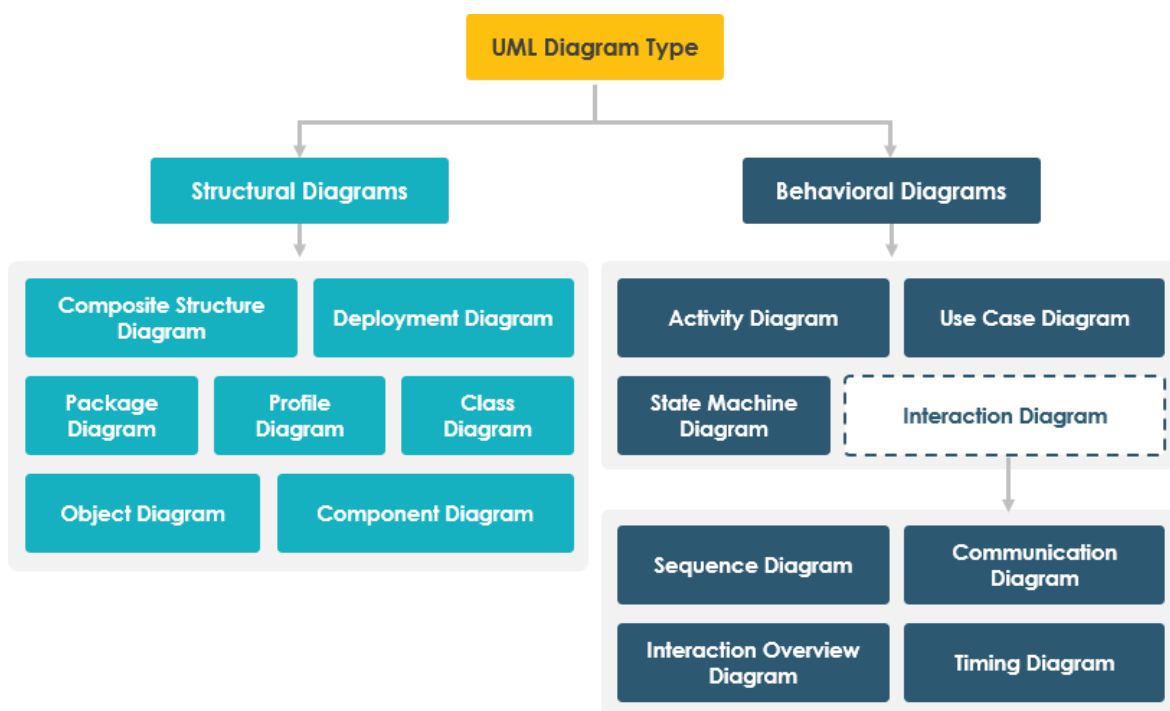 UML Diagram Type
Structural Diagrams
Behavioral Diagrams
Composite Structure
Diagram
Deployment Diagram
Package
Diagram
Profile
Diagram
Class
Diagram
Object Diagram
Component Diagram
Activity Diagram
Use Case Diagram
State Machine
Diagram
Interaction Diagram
Sequence Diagram
Communication
Diagram
Interaction Overview
Diagram
Timing Diagram